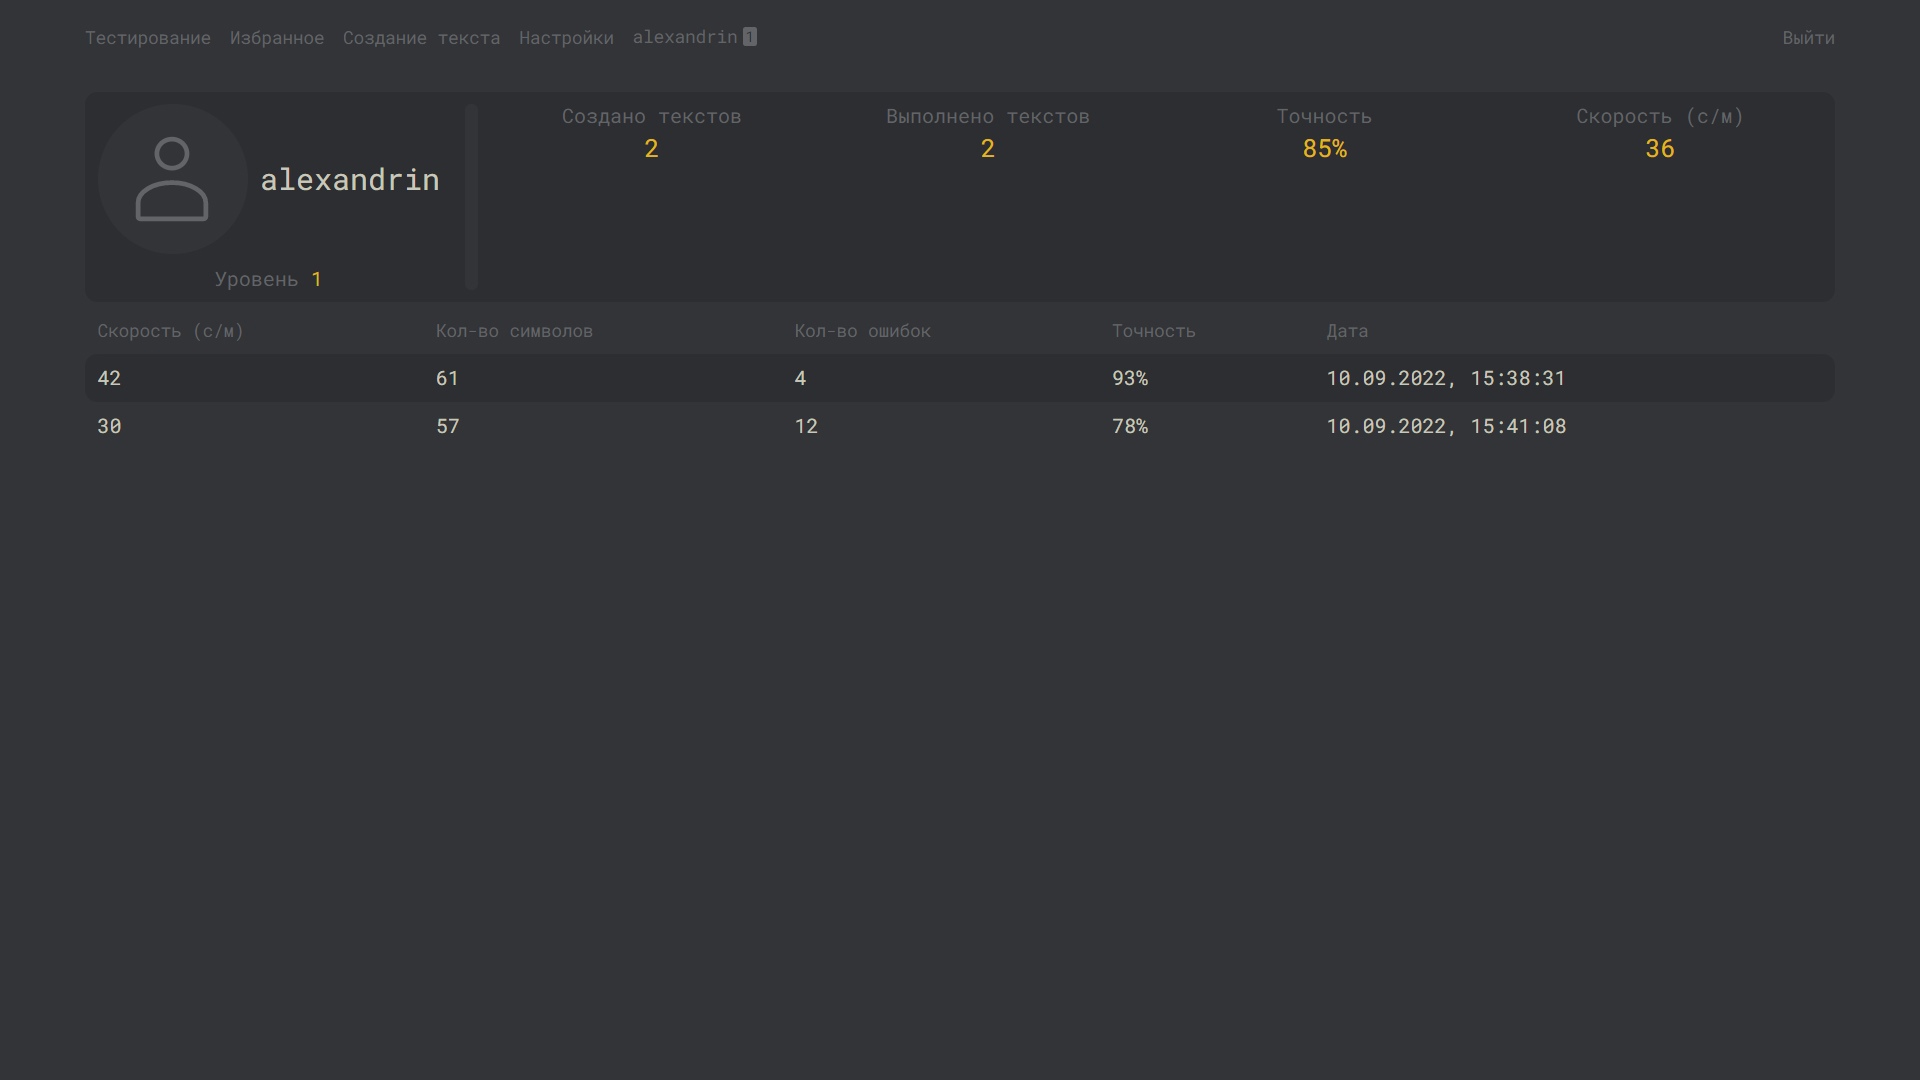 Тестирование Избранное Создание текста Настройки alexandrin 1 Выйти
Создано текстов Выполнено текстов Точность Скорость (с/м)
2 2 85% 36
alexandrin
Уровень 1
Скорость (с/м) Кол-во символов Кол-во ошибок Точность Дата
42 61 4 93% 10.09.2022, 15:38:31
30 57 12 78% 10.09.2022, 15:41:08